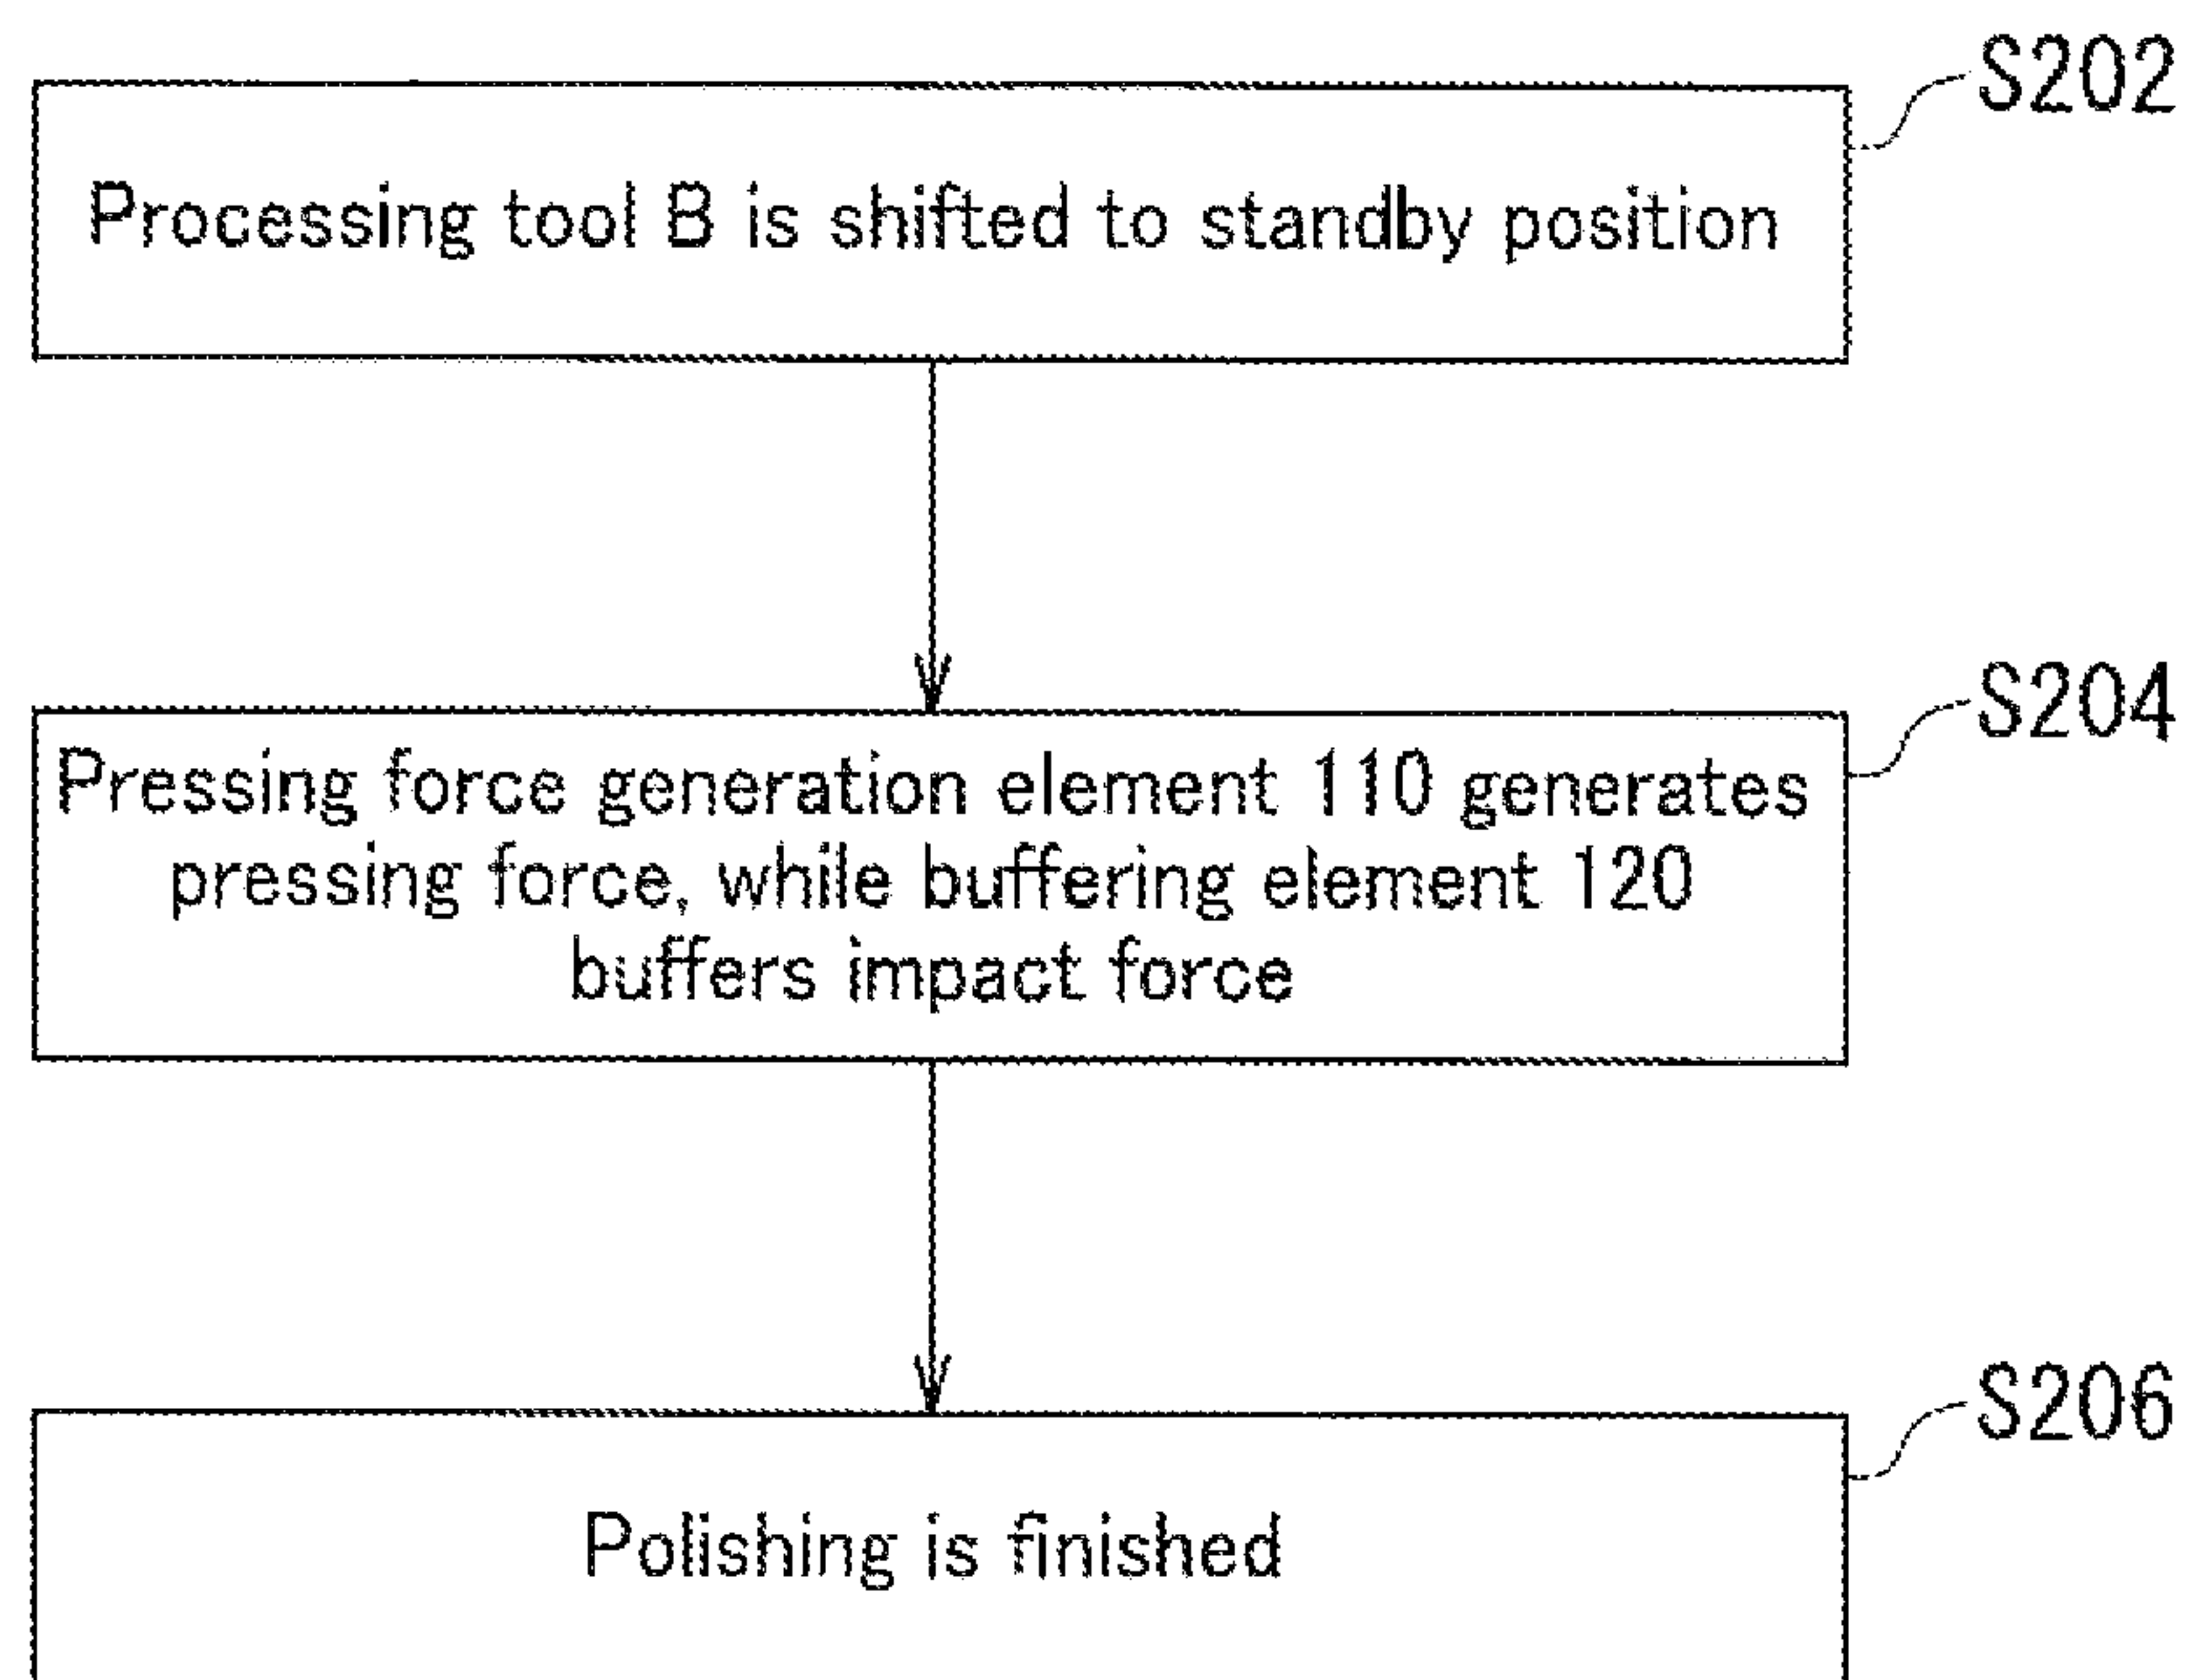 S202
Processing tool B is shifted to standby position
S204
Pressing force generation element 110 generates
pressing force, while buffering element 120
buffers impact force
S206
Polishing is finished